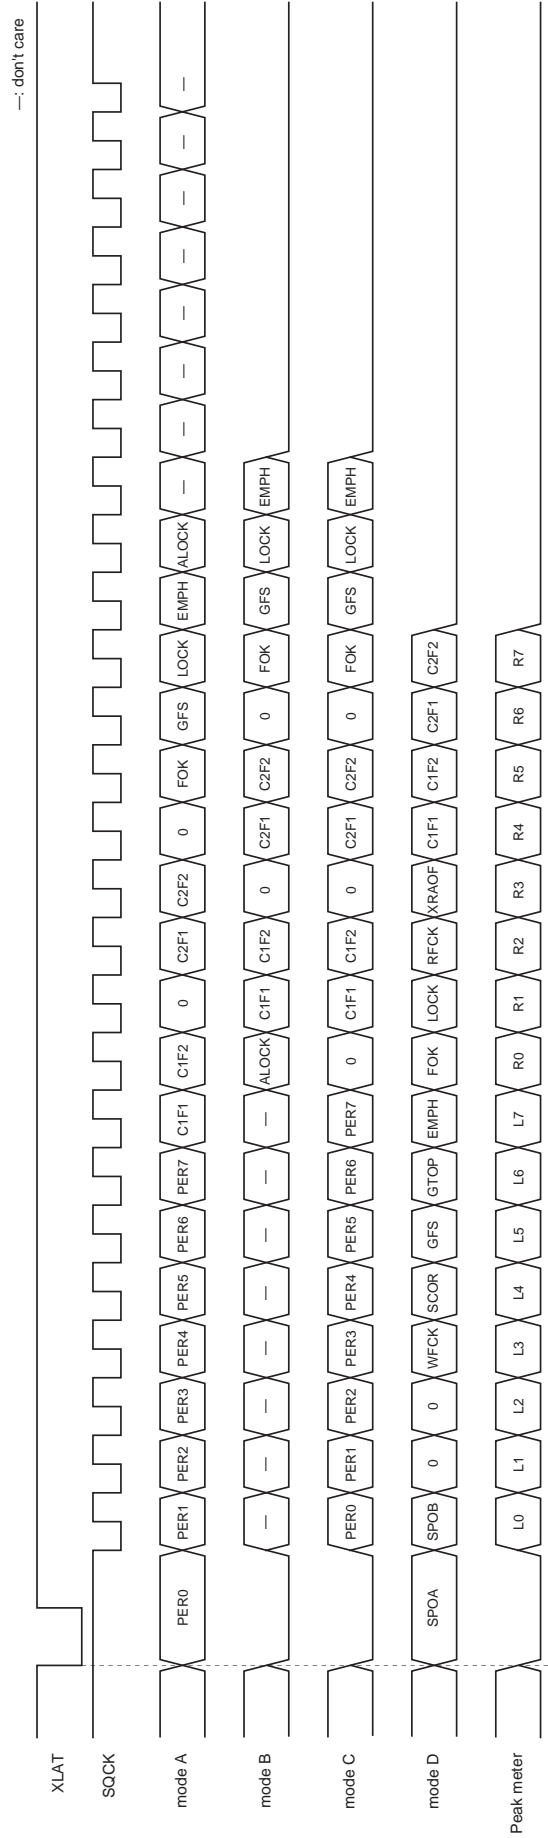 —: don't care
XLAT
SQCK
mode A PER0 PER1 PER2 PER3 PER4 PER5 PER6 PER7 C1F1 C1F2 0 C2F1 C2F2 0 FOK GFS LOCK EMPH ALOCK — — — — — — — —
mode B — — — — — — — — ALOCK C1F1 C1F2 0 C2F1 C2F2 0 FOK GFS LOCK EMPH
mode C PER0 PER1 PER2 PER3 PER4 PER5 PER6 PER7 0 C1F1 C1F2 0 C2F1 C2F2 0 FOK GFS LOCK EMPH
mode D SPOA SPOB 0 0 WFCK SCOR GFS GTOP EMPH FOK LOCK RFCK XRAOF C1F1 C1F2 C2F1 C2F2
Peak meter L0 L1 L2 L3 L4 L5 L6 L7 R0 R1 R2 R3 R4 R5 R6 R7